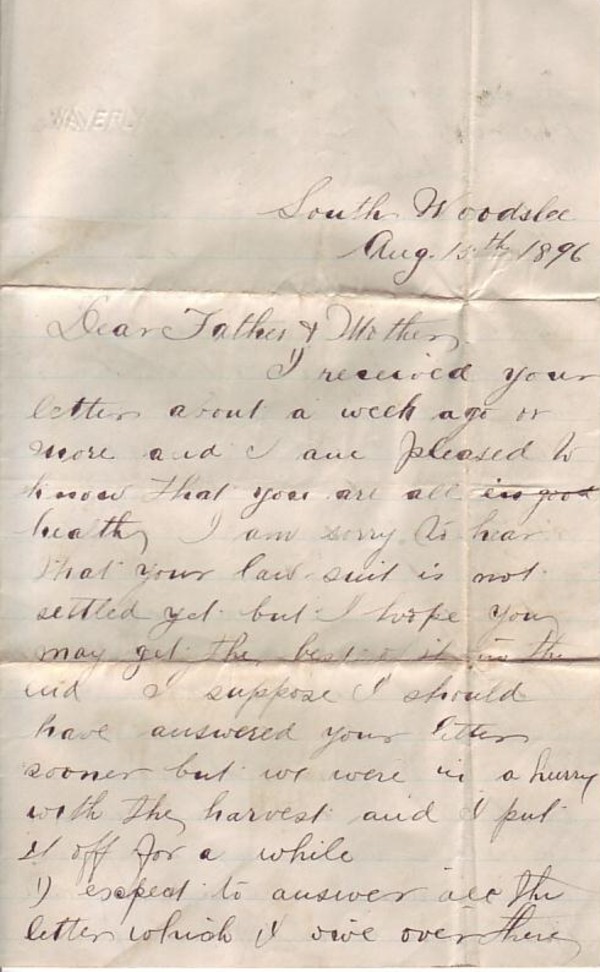 WAVERLY
South Woodslee
Aug. 15th 1896
Dear Father & Mother
I received your
letter about a week ago or
more and I am pleased to
know that you are all in good
healthy I am sorry to hear
that your law suit is not
settled yet but I hope you
may get the best of it in the
end I suppose I should
have answered your letter
sooner but we were in a hurry
with the harvest and I put
it off for a while
I expect to answer all the
letters which I owe over there